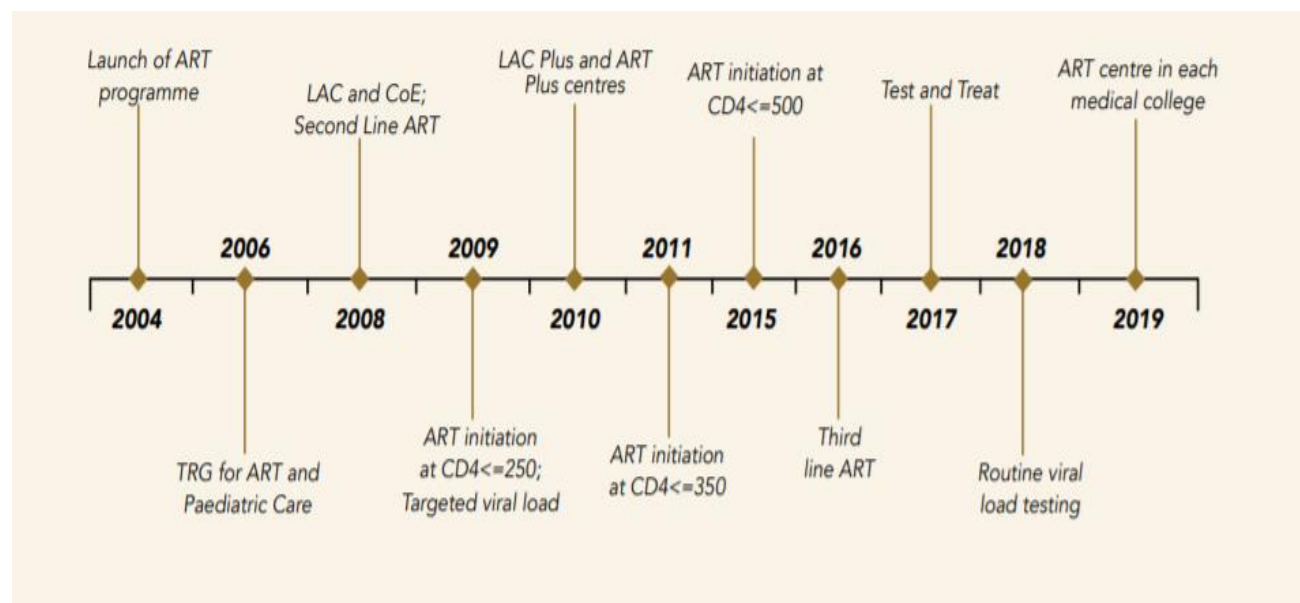 Launch of ART
programme
LAC and CoE;
Second Line ART
LAC Plus and ART
Plus centres
ART initiation at
CD4<=500
Test and Treat
ART centre in each
medical college
2006
2009
2011
2016
2018
2004
2008
2010
2015
2017
2019
TRG for ART and
Paediatric Care
ART initiation
at CD4<=250;
Targeted viral load
ART initiation
at CD4<=350
Third
line ART
Routine viral
load testing